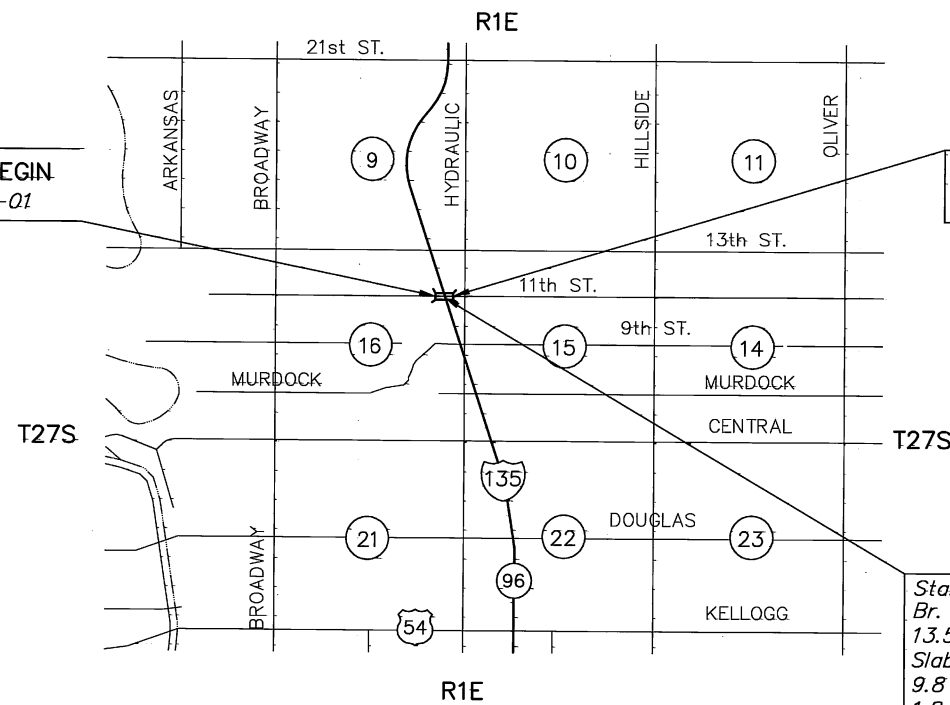 R1E
21st ST.
ARKANSAS
BROADWAY
HYDRAULIC
HILLSIDE
OLIVER
9
10
11
EGIN
-01
13th ST.
11th ST.
9th ST.
16
15
14
MURDOCK
MURDOCK
T27S
CENTRAL
T27S
135
DOUGLAS
21
22
23
BROADWAY
96
54
KELLOGG
Sta
Br.
13.5
Slab
9.8
R1E